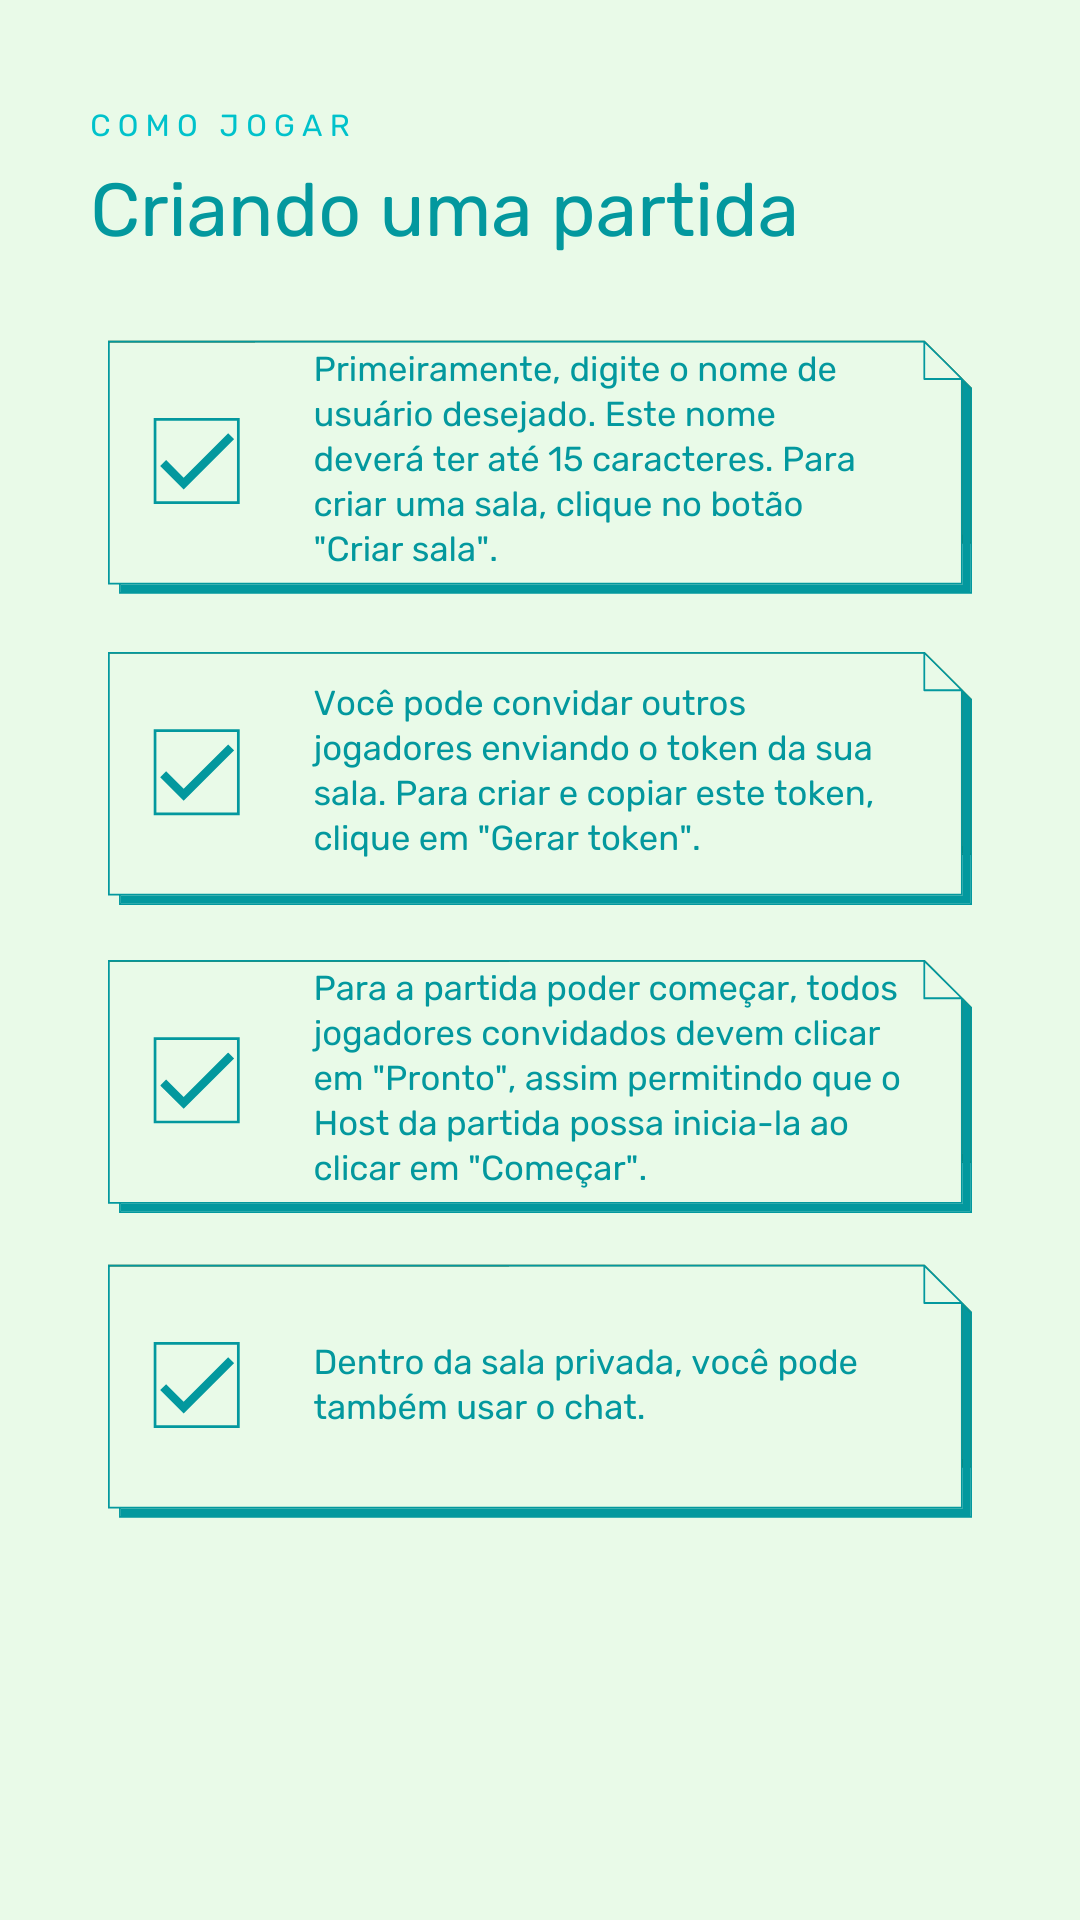 COMO JOGAR
Criando uma partida
Primeiramente, digite o nome de
usuário desejado. Este nome
deverá ter até 15 caracteres. Para
criar uma sala, clique no botão
"Criar sala".
Você pode convidar outros
jogadores enviando o token da sua
sala. Para criar e copiar este token,
clique em "Gerar token".
Para a partida poder começar, todos
jogadores convidados devem clicar
em "Pronto", assim permitindo que o
Host da partida possa inicia-la ao
clicar em "Começar".
Dentro da sala privada, você pode
também usar o chat.